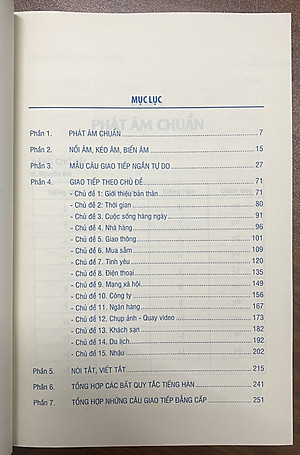 MỤC LỤC
Phần 1. PHÁT ÂM CHUẨN 7
Phần 2. NỐI ÂM, KÉO ÂM, BIẾN ÂM 15
Phần 3. MẪU CÂU GIAO TIẾP NGẮN TỰ DO 27
Phần 4. GIAO TIẾP THEO CHỦ ĐỀ 71
- Chủ đề 1: Giới thiệu bản thân 71
- Chủ đề 2: Thời gian 80
- Chủ đề 3: Cuộc sống hàng ngày 91
- Chủ đề 4: Nhà hàng 96
- Chủ đề 5: Giao thông 101
- Chủ đề 6: Mua sắm 109
- Chủ đề 7: Tình yêu 120
- Chủ đề 8: Điện thoại 135
- Chủ đề 9: Mạng xã hội 149
- Chủ đề 10: Công ty 156
- Chủ đề 11: Ngân hàng 167
- Chủ đề 12: Chụp ảnh - Quay video 173
- Chủ đề 13: Khách sạn 182
- Chủ đề 14: Du lịch 192
- Chủ đề 15: Nhậu 202
Phần 5. NÓI TẮT, VIẾT TẮT 215
Phần 6. TỔNG HỢP CÁC BẤT QUY TẮC TIẾNG HÀN 241
Phần 7. TỔNG HỢP NHỮNG CÂU GIAO TIẾP ĐẲNG CẤP 251
PHÁT ÂM CHUẨN